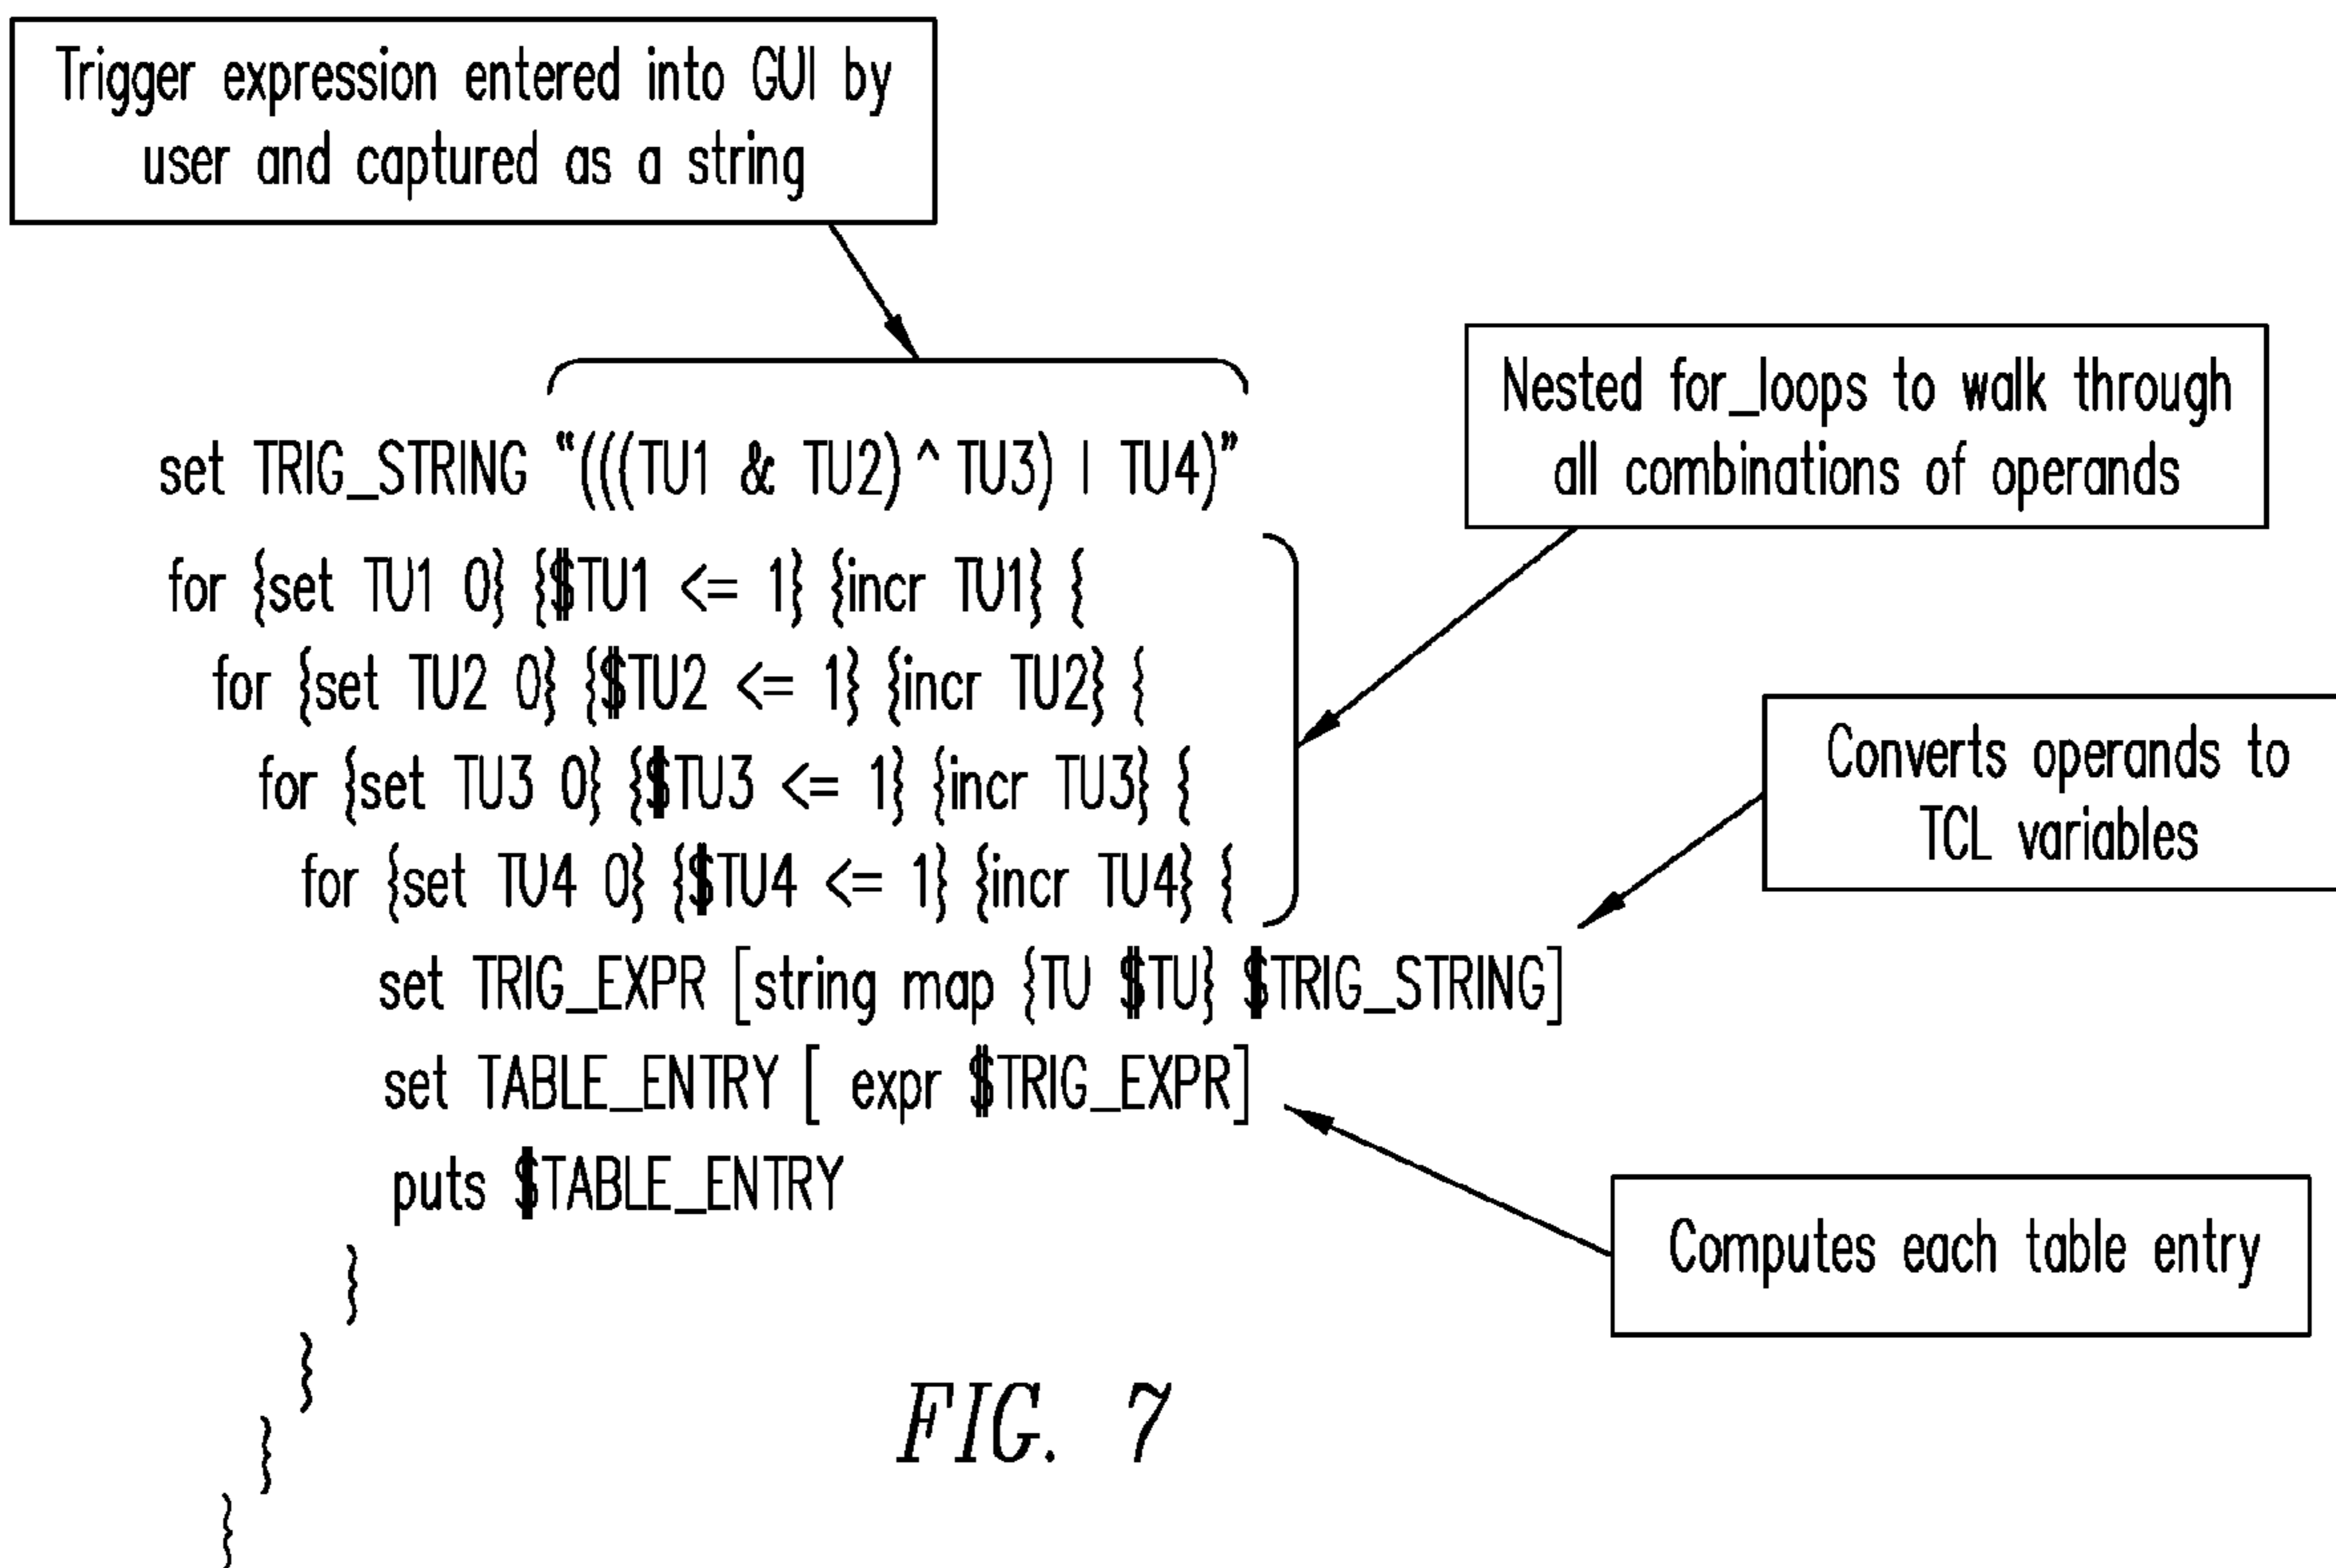 Trigger expression entered into GUI by
user and captured as a string
set TRIG_STRING “(((TU1 & TU2) ^ TU3) | TU4)”
Nested for_loops to walk through
all combinations of operands
for {set TU1 0} {$TU1 <= 1} {incr TU1} {
for {set TU2 0} {$TU2 <= 1} {incr TU2} {
for {set TU3 0} {$TU3 <= 1} {incr TU3} {
for {set TU4 0} {$TU4 <= 1} {incr TU4} {
Converts operands to
TCL variables
set TRIG_EXPR [string map {TU $TU} $TRIG_STRING]
set TABLE_ENTRY [ expr $TRIG_EXPR]
puts $TABLE_ENTRY
Computes each table entry
}
}
}
}
FIG. 7